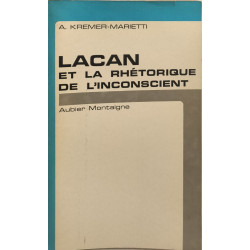 A. KREMER-MARIETTI
LACAN
ET LA RHÉTORIQUE
DE L'INCONSCIENT
Aubier Montaigne